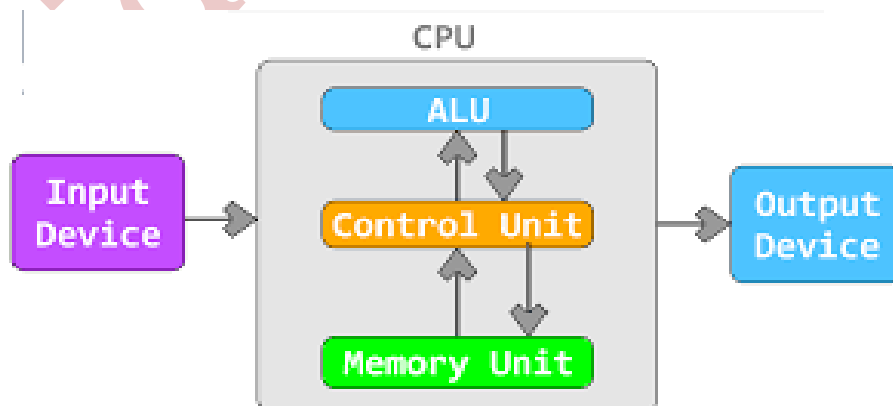 CPU
ALU
Input
Device
Control Unit
Output
Device
Memory Unit